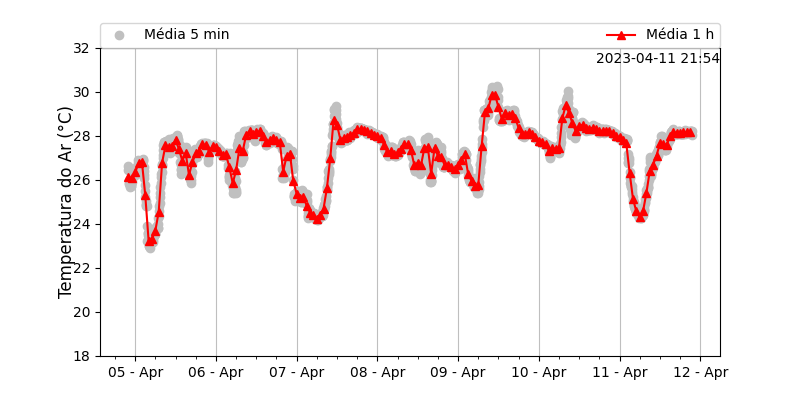 Média 5 min
Média 1 h
2023-04-11 21:54
Temperatura do Ar (°C)
32
30
28
26
24
22
20
18
05 - Apr
06 - Apr
07 - Apr
08 - Apr
09 - Apr
10 - Apr
11 - Apr
12 - Apr